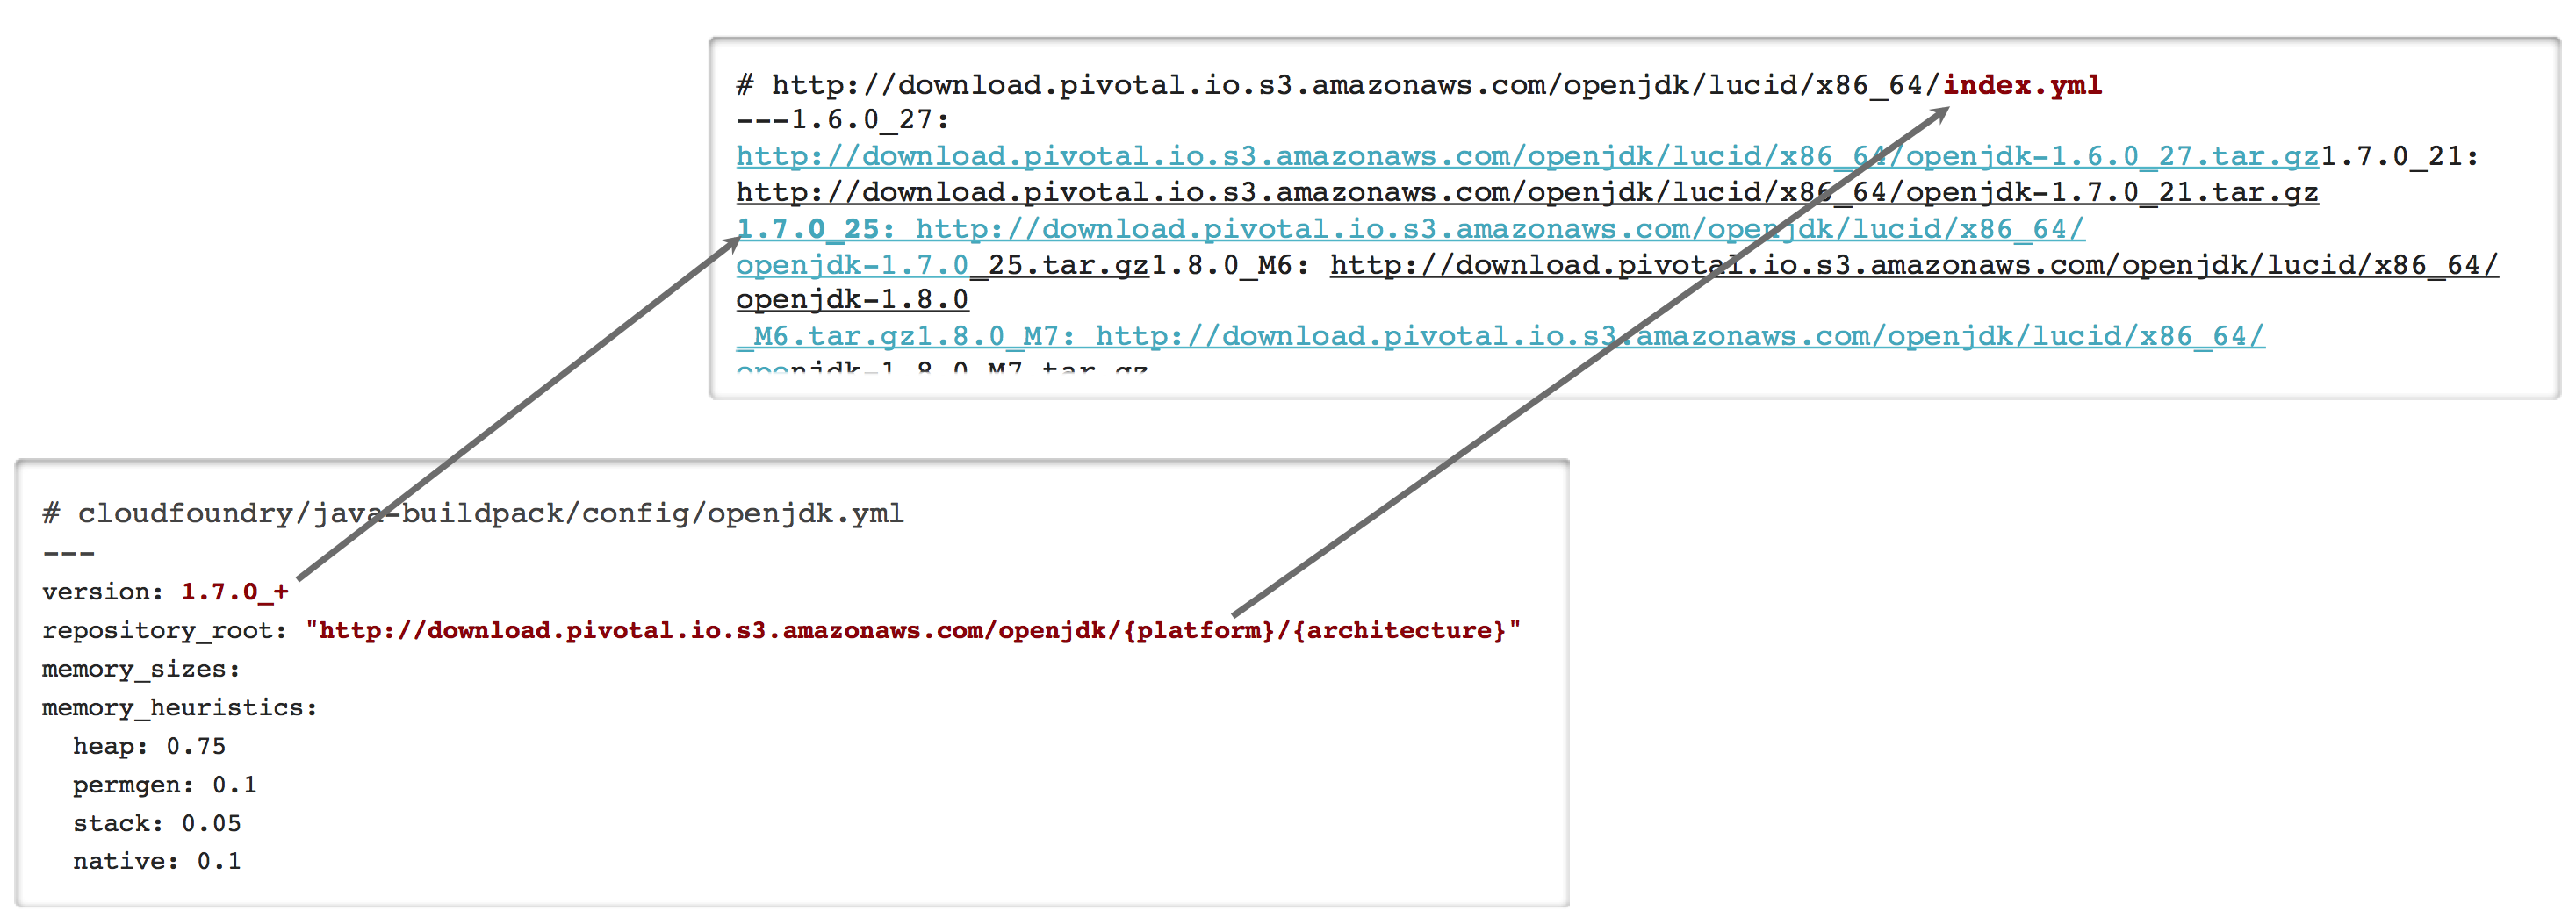 # http://download.pivotal.io.s3.amazonaws.com/openjdk/lucid/x86_64/index.yml
---1.6.0_27:
http://download.pivotal.io.s3.amazonaws.com/openjdk/lucid/x86_64/openjdk-1.6.0_27.tar.gz1.7.0_21:
http://download.pivotal.io.s3.amazonaws.com/openjdk/lucid/x86_64/openjdk-1.7.0_21.tar.gz
1.7.0_25: http://download.pivotal.io.s3.amazonaws.com/openjdk/lucid/x86_64/
openjdk-1.7.0_25.tar.gz1.8.0_M6: http://download.pivotal.io.s3.amazonaws.com/openjdk/lucid/x86_64/
openjdk-1.8.0
_M6.tar.gz1.8.0_M7: http://download.pivotal.io.s3.amazonaws.com/openjdk/lucid/x86_64/
openjdk-1.8.0_M7.tar.gz
# cloudfoundry/java-buildpack/config/openjdk.yml
---
version: 1.7.0_+
repository_root: "http://download.pivotal.io.s3.amazonaws.com/openjdk/{platform}/{architecture}"
memory_sizes:
memory_heuristics:
  heap: 0.75
  permgen: 0.1
  stack: 0.05
  native: 0.1